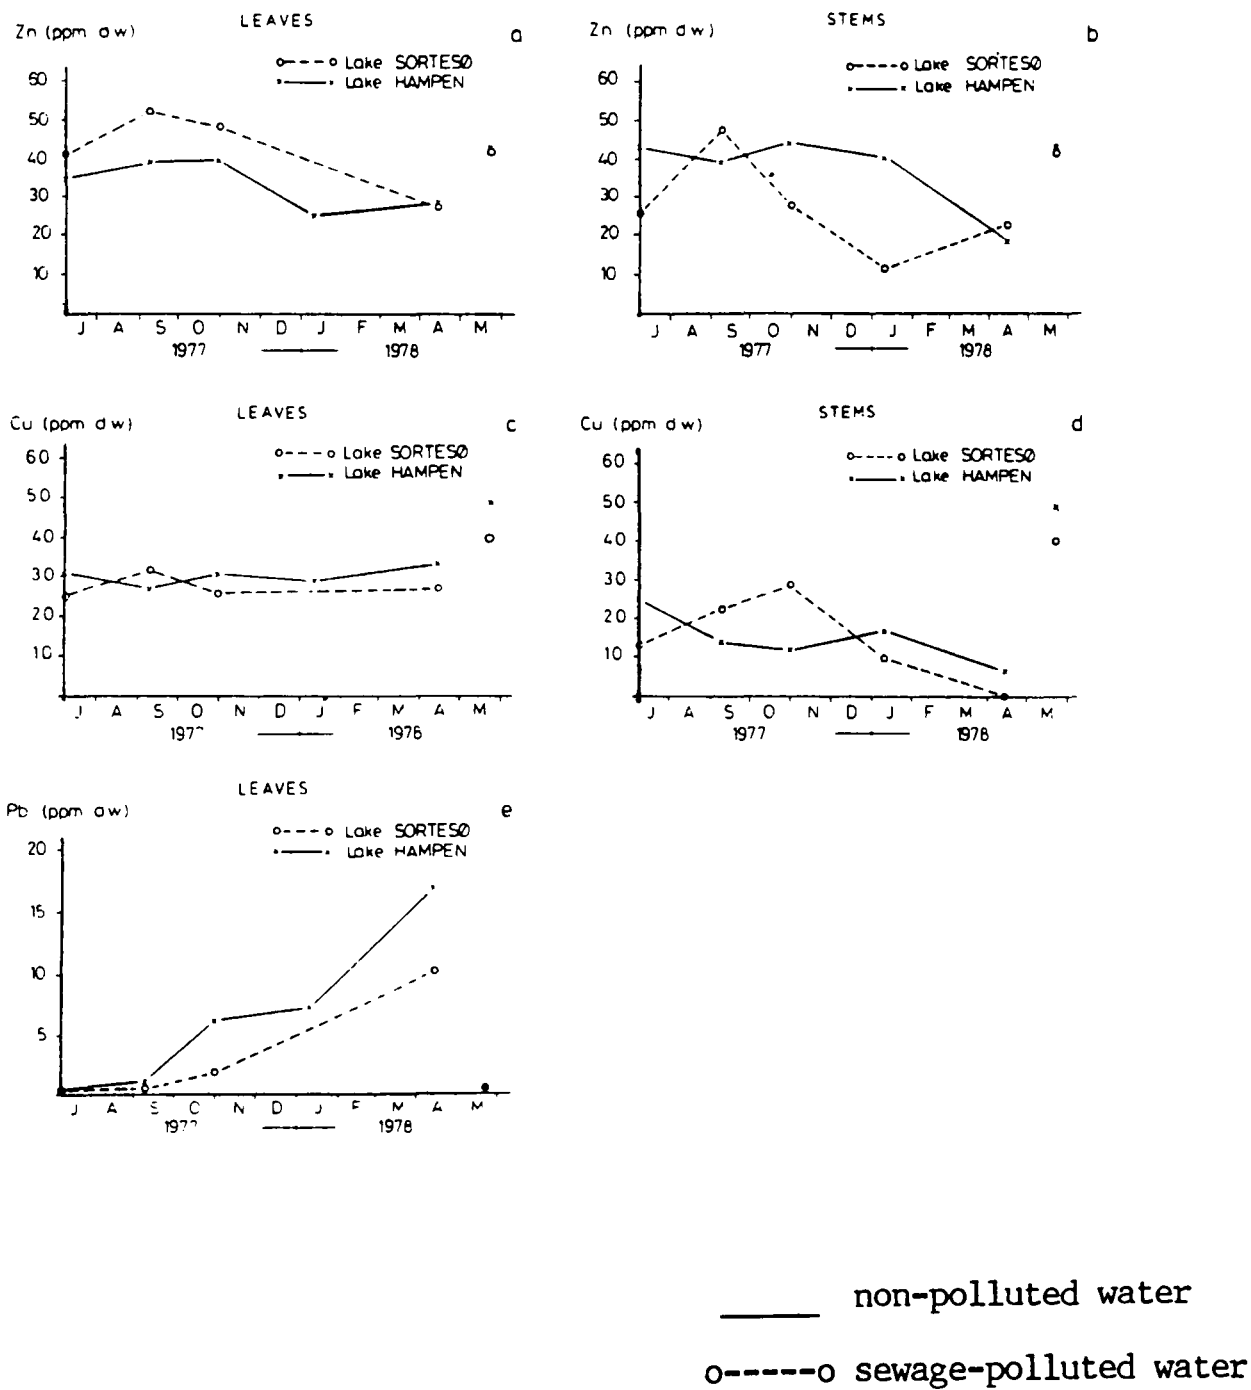 LEAVES
Zn (ppm dw)
a
Lake SORTESØ
Lake HAMPEN
60
50
40
30
20
10
J A S O N D J F M A M
1977 1978
STEMS
Zn (ppm dw)
b
Lake SORTESØ
Lake HAMPEN
60
50
40
30
20
10
J A S O N D J F M A M
1977 1978
LEAVES
Cu (ppm dw)
c
Lake SORTESØ
Lake HAMPEN
60
50
40
30
20
10
J A S O N D J F M A M
1977 1978
STEMS
Cu (ppm dw)
d
Lake SORTESØ
Lake HAMPEN
60
50
40
30
20
10
J A S O N D J F M A M
1977 1978
LEAVES
Pb (ppm dw)
e
Lake SORTESØ
Lake HAMPEN
20
15
10
5
J A S O N D J F M A M
1977 1978
non-polluted water
sewage-polluted water